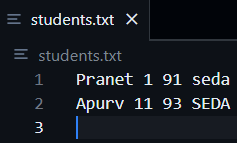 students.txt
students.txt
1 Pranet 1 91 seda
2 Apurv 11 93 SEDA
3